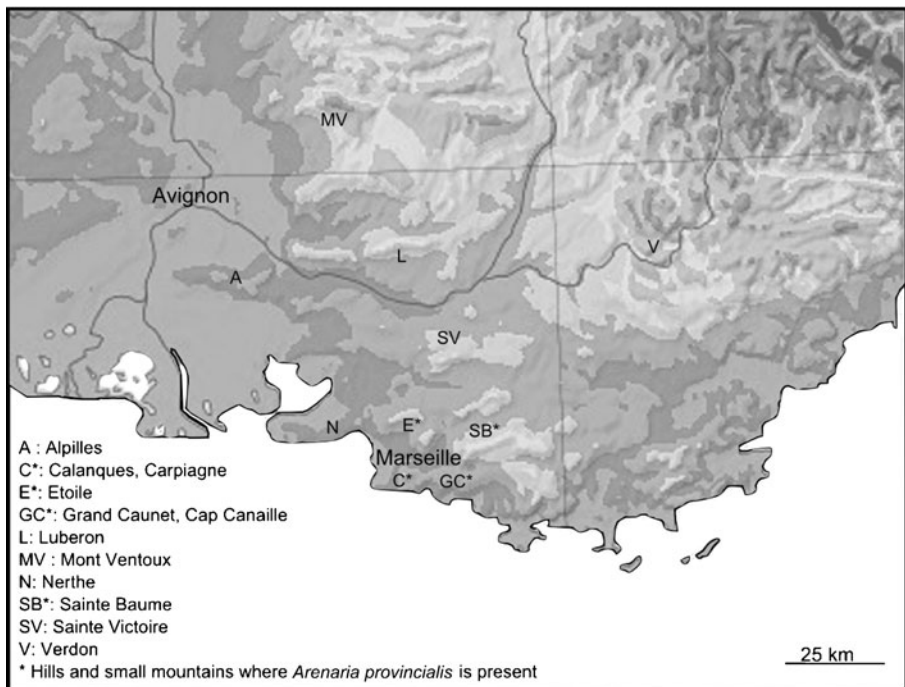 MV
Avignon
L
V
A
SV
N
E*
SB*
Marseille
C*
GC*
A : Alpilles
C*: Calanques, Carpiagne
E*: Etoile
GC*: Grand Caunet, Cap Canaille
L: Luberon
MV : Mont Ventoux
N: Nerthe
SB*: Sainte Baume
SV: Sainte Victoire
V: Verdon
* Hills and small mountains where Arenaria provincialis is present
25 km